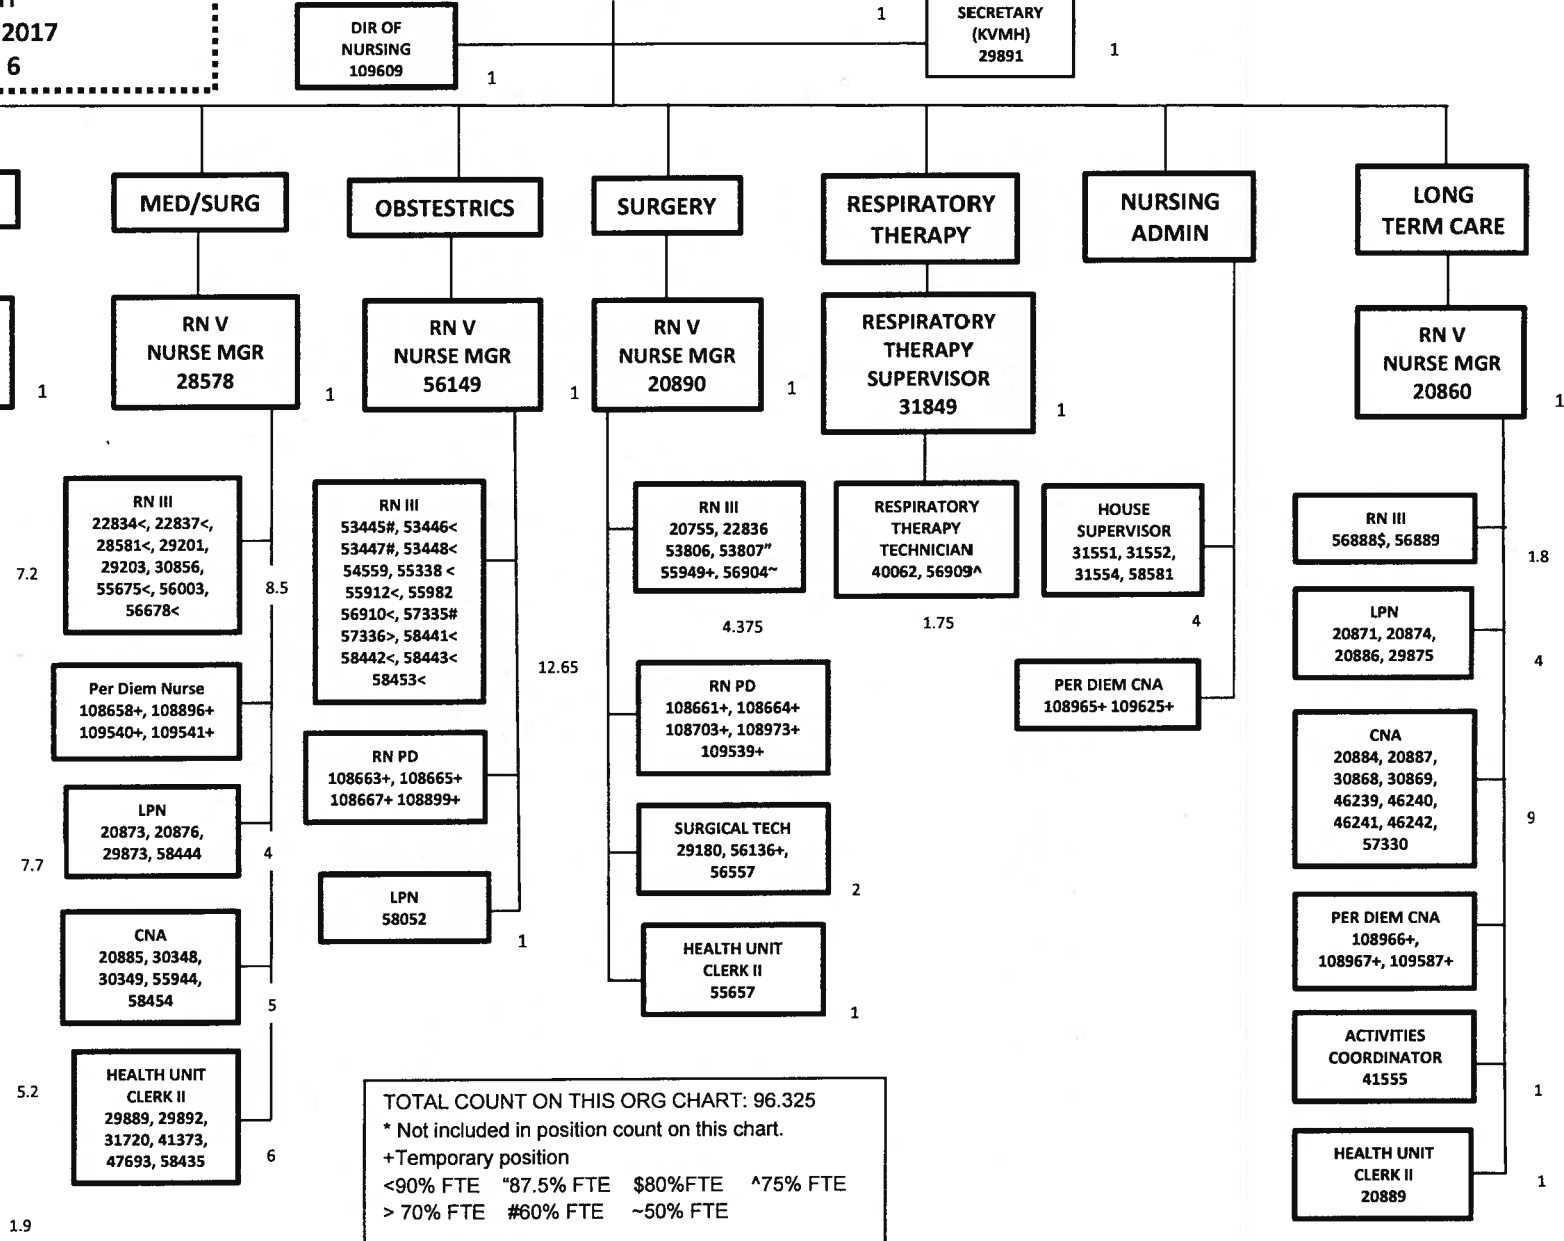 2017
6
DIR OF
NURSING
109609
1
1
SECRETARY
(KVMH)
29891
1
MED/SURG
OBSTESTRICS
SURGERY
RESPIRATORY
THERAPY
NURSING
ADMIN
LONG
TERM CARE
1
RN V
NURSE MGR
28578
1
RN V
NURSE MGR
56149
1
RN V
NURSE MGR
20890
1
RESPIRATORY
THERAPY
SUPERVISOR
31849
1
RN V
NURSE MGR
20860
1
7.2
RN III
22834<, 22837<,
28581<, 29201,
29203, 30856,
55675<, 56003,
56678<
8.5
Per Diem Nurse
108658+, 108896+
109540+, 109541+
7.7
LPN
20873, 20876,
29873, 58444
4
CNA
20885, 30348,
30349, 55944,
58454
5
5.2
HEALTH UNIT
CLERK II
29889, 29892,
31720, 41373,
47693, 58435
6
1.9
RN III
53445#, 53446<
53447#, 53448<
54559, 55338 <
55912<, 55982
56910<, 57335#
57336>, 58441<
58442<, 58443<
58453<
12.65
RN PD
108663+, 108665+
108667+ 108899+
LPN
58052
1
RN III
20755, 22836
53806, 53807"
55949+, 56904~
4.375
RN PD
108661+, 108664+
108703+, 108973+
109539+
SURGICAL TECH
29180, 56136+,
56557
2
HEALTH UNIT
CLERK II
55657
1
RESPIRATORY
THERAPY
TECHNICIAN
40062, 56909^
1.75
HOUSE
SUPERVISOR
31551, 31552,
31554, 58581
4
PER DIEM CNA
108965+ 109625+
RN III
56888$, 56889
1.8
LPN
20871, 20874,
20886, 29875
4
CNA
20884, 20887,
30868, 30869,
46239, 46240,
46241, 46242,
57330
9
PER DIEM CNA
108966+,
108967+, 109587+
ACTIVITIES
COORDINATOR
41555
1
HEALTH UNIT
CLERK II
20889
1
TOTAL COUNT ON THIS ORG CHART: 96.325
* Not included in position count on this chart.
+Temporary position
<90% FTE "87.5% FTE $80%FTE ^75% FTE
> 70% FTE #60% FTE ~50% FTE